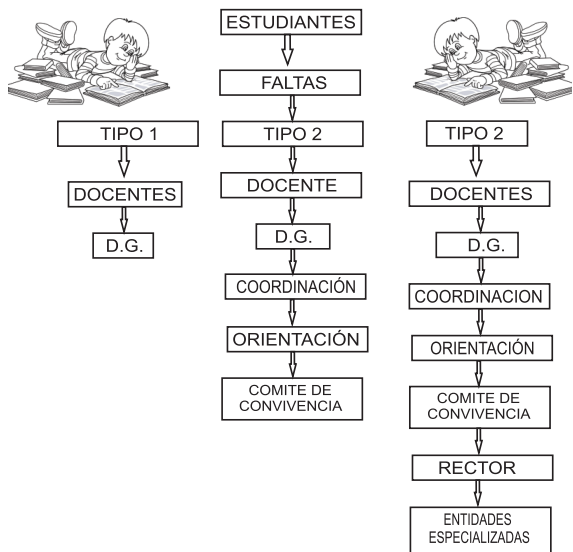 ESTUDIANTES
FALTAS
TIPO 1
DOCENTES
D.G.
TIPO 2
DOCENTE
D.G.
COORDINACIÓN
ORIENTACIÓN
COMITE DE
CONVIVENCIA
TIPO 2
DOCENTES
D.G.
COORDINACION
ORIENTACIÓN
COMITE DE
CONVIVENCIA
RECTOR
ENTIDADES
ESPECIALIZADAS